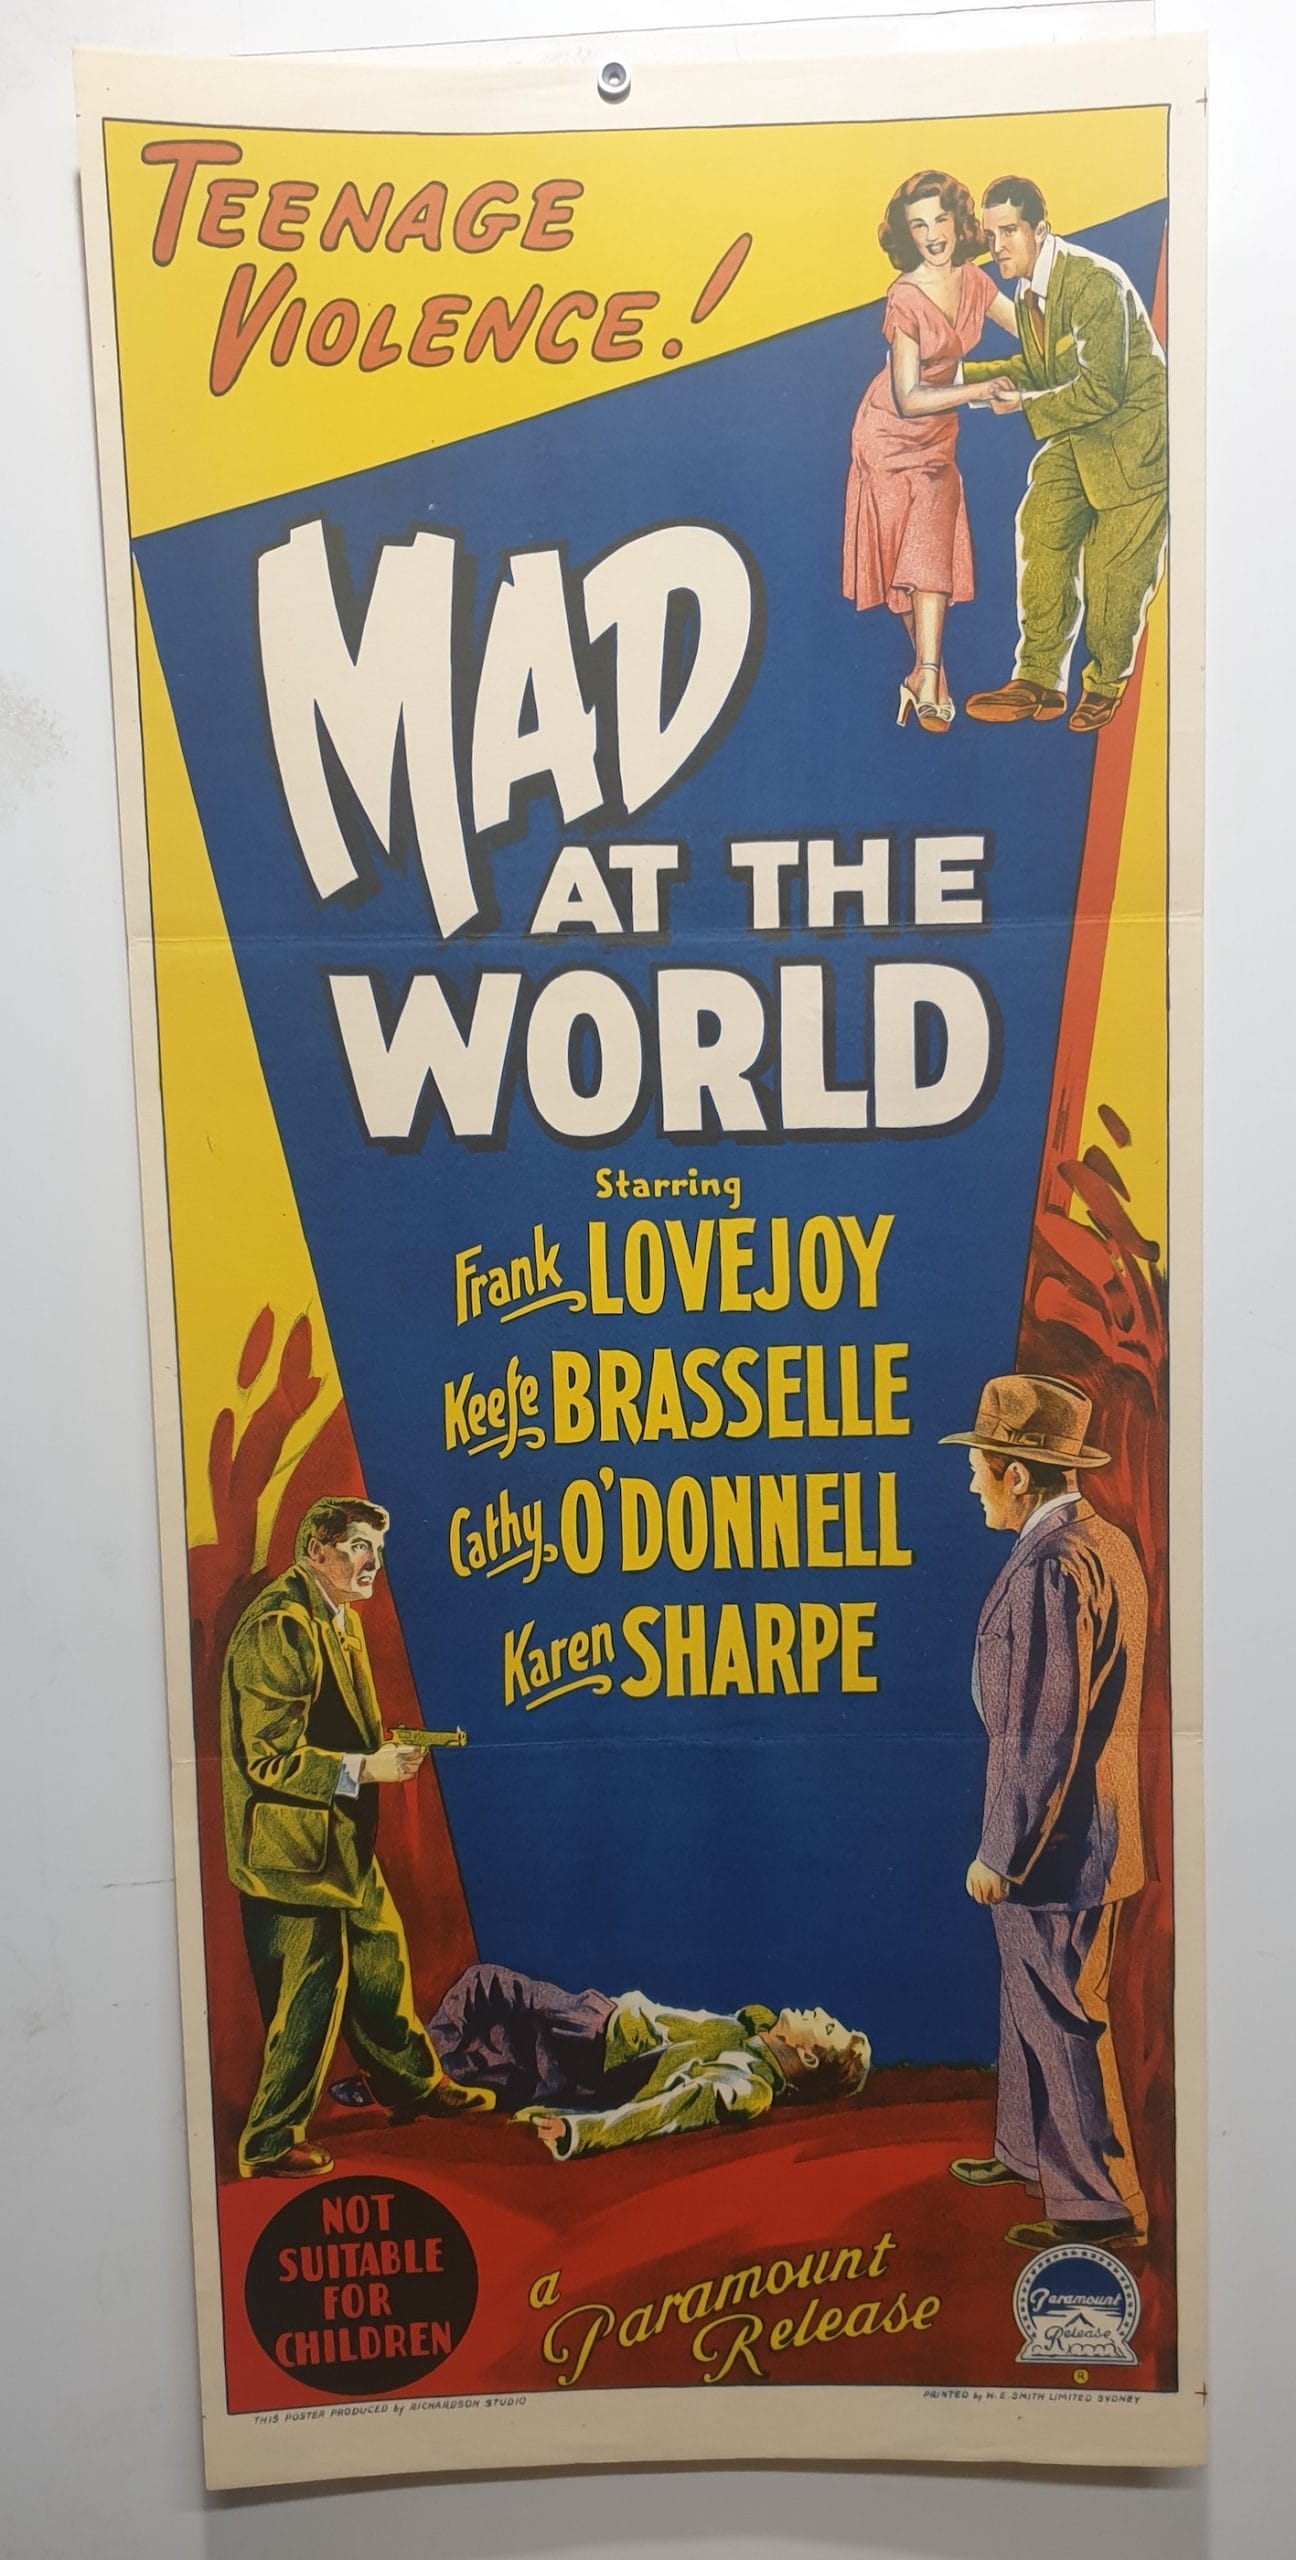 TEENAGE
VIOLENCE!
MAD
AT THE
WORLD
Starring
Frank LOVEJOY
Keefe BRASSELLE
Cathy O'DONNELL
Karen SHARPE
NOT
SUITABLE
FOR
CHILDREN
a
Paramount
Release
Paramount
Release
R
THIS POSTER PRODUCED by RICHARDSON STUDIO
PRINTED by W. E. SMITH LIMITED SYDNEY